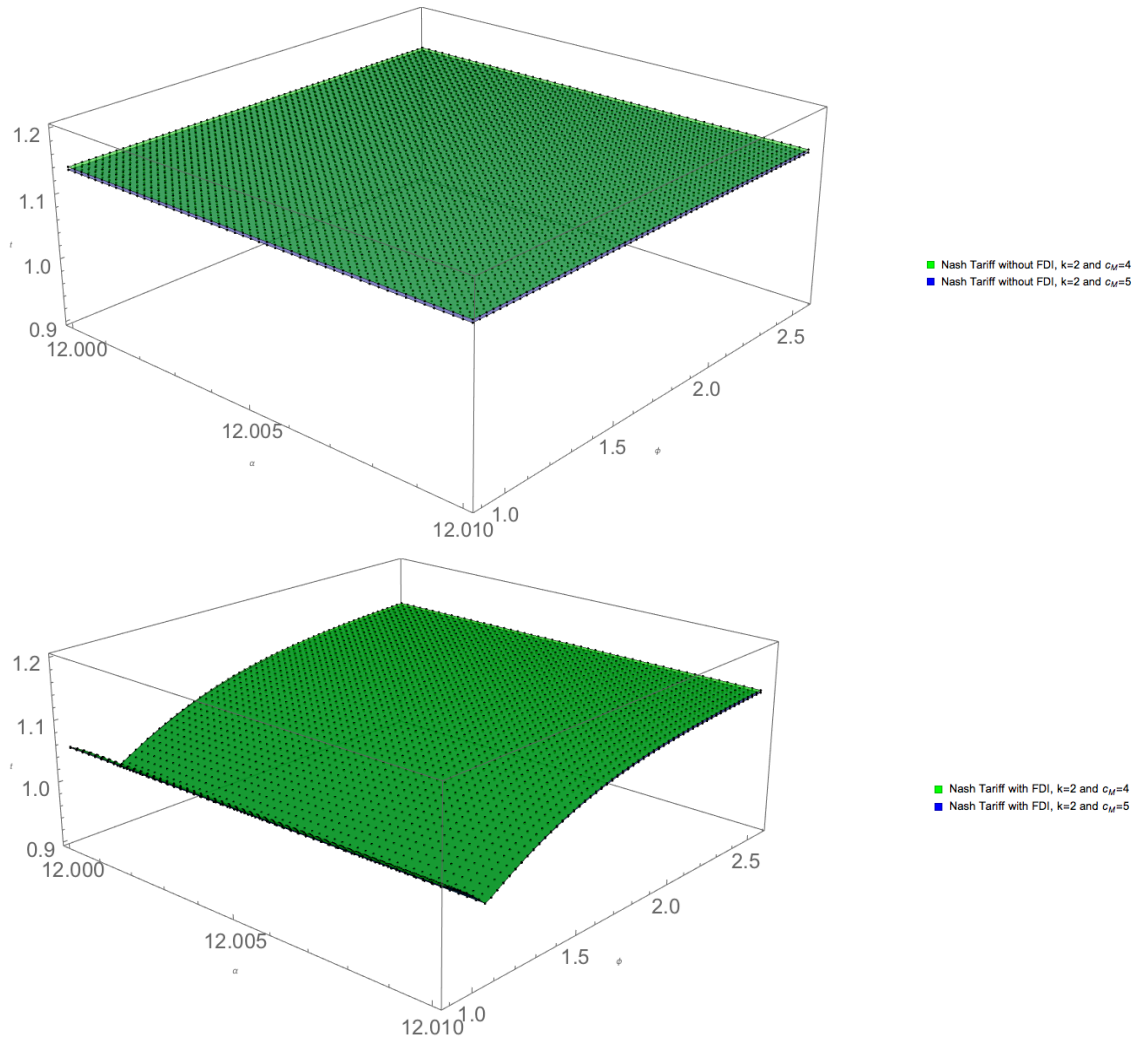 1.2
1.1
1.0
0.9
t
12.000
12.005
12.010
α
1.0
1.5
2.0
2.5
ϕ
Nash Tariff without FDI, k=2 and c_M=4
Nash Tariff without FDI, k=2 and c_M=5
1.2
1.1
1.0
0.9
t
12.000
12.005
12.010
α
1.0
1.5
2.0
2.5
ϕ
Nash Tariff with FDI, k=2 and c_M=4
Nash Tariff with FDI, k=2 and c_M=5